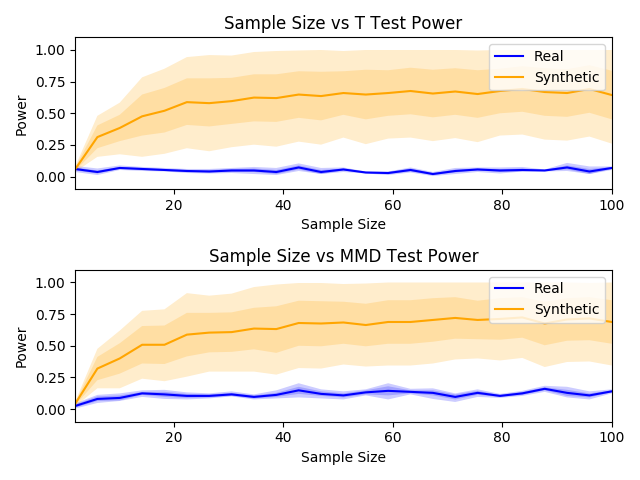 Sample Size vs T Test Power
1.00
0.75
0.50
0.25
0.00
Power
Real
Synthetic
20 40 60 80 100
Sample Size
Sample Size vs MMD Test Power
1.00
0.75
0.50
0.25
0.00
Power
Real
Synthetic
20 40 60 80 100
Sample Size